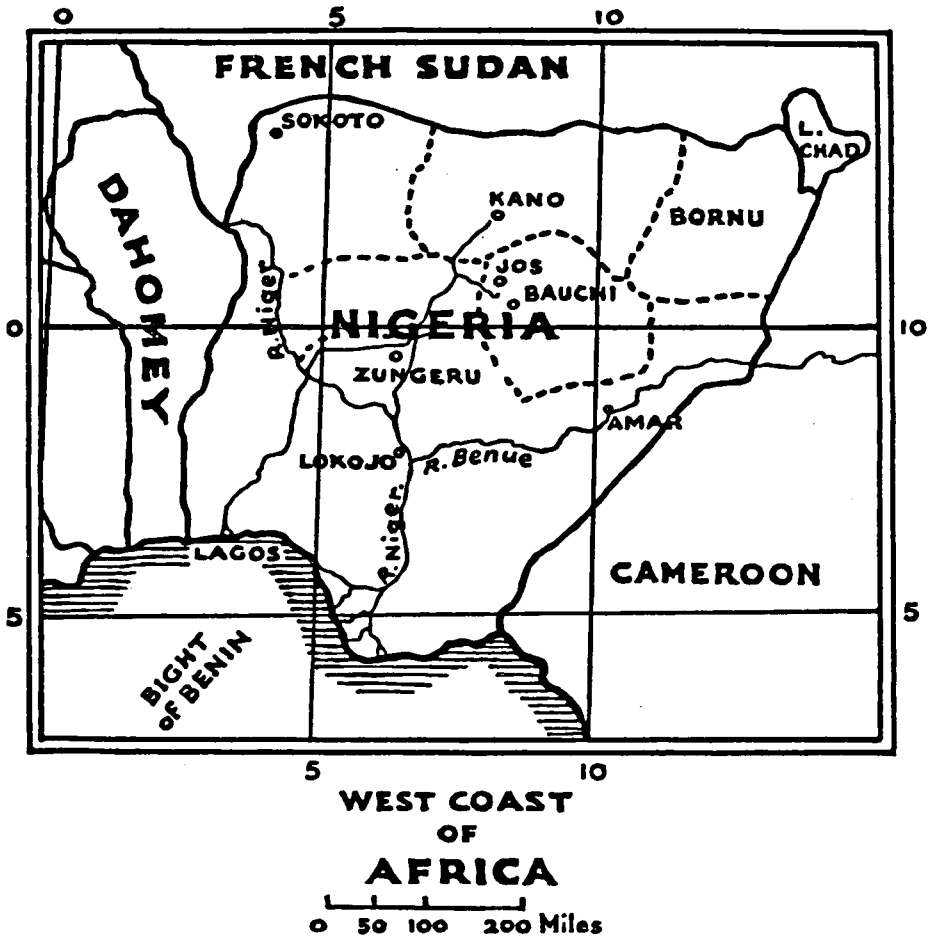 0 5 10
FRENCH SUDAN
SOKOTO
L.
CHAD
DAHOMEY
KANO
BORNU
R. Niger
JOS
BAUCHI
0 NIGERIA 10
ZUNGERU
AMAR
LOKOJO
R. Benue
R. Niger.
LAGOS
CAMEROON
5 5
BIGHT
OF BENIN
5 10
WEST COAST
OF
AFRICA
0 50 100 200 Miles